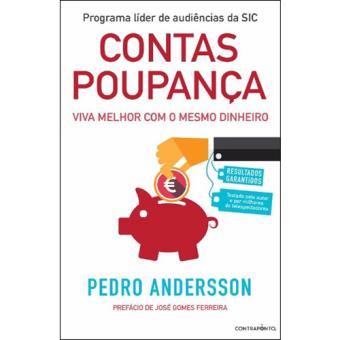 Programa líder de audiências da SIC
CONTAS
POUPANÇA
VIVA MELHOR COM O MESMO DINHEIRO
RESULTADOS
GARANTIDOS
Testado pelo autor
e por milhares
de telespectadores
€
PEDRO ANDERSSON
PREFÁCIO DE JOSÉ GOMES FERREIRA
CONTRAPONTO